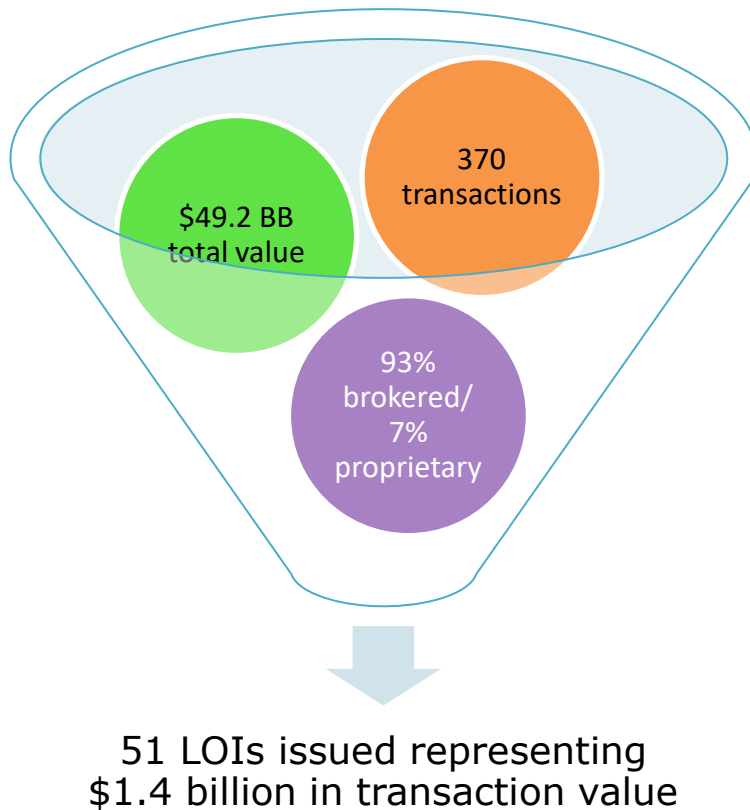 $49.2 BB
total value
370
transactions
93%
brokered/
7%
proprietary
51 LOIs issued representing
$1.4 billion in transaction value